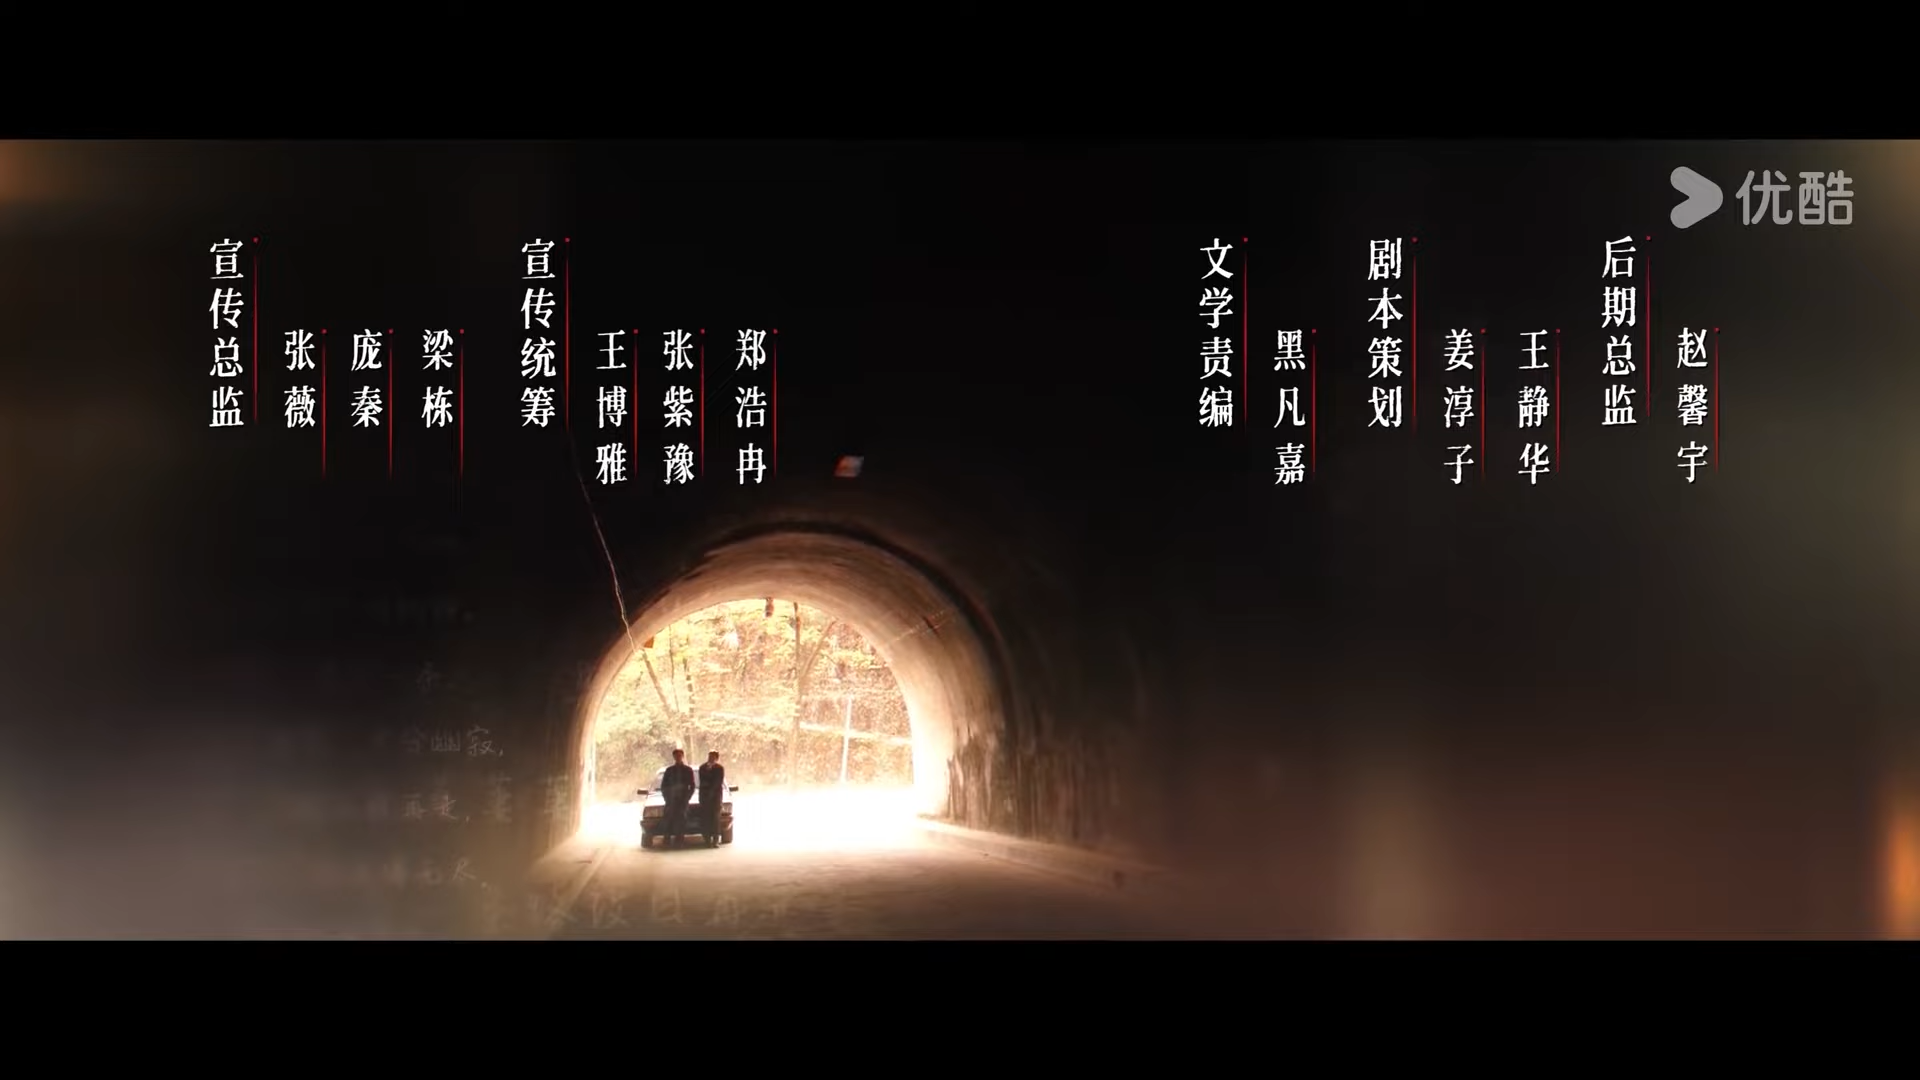 优酷
宣传总监
张薇
庞秦
梁栋
宣传统筹
王博雅
张紫豫
郑浩冉
文学责编
黑凡嘉
剧本策划
姜淳子
王静华
后期总监
赵馨宇